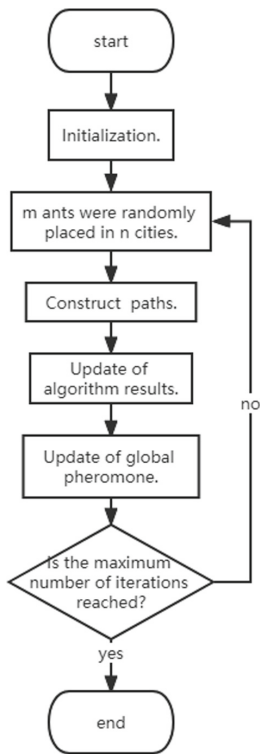 start
Initialization.
m ants were randomly
placed in n cities.
Construct paths.
Update of
algorithm results.
Update of global
pheromone.
no
Is the maximum
number of iterations
reached?
yes
end